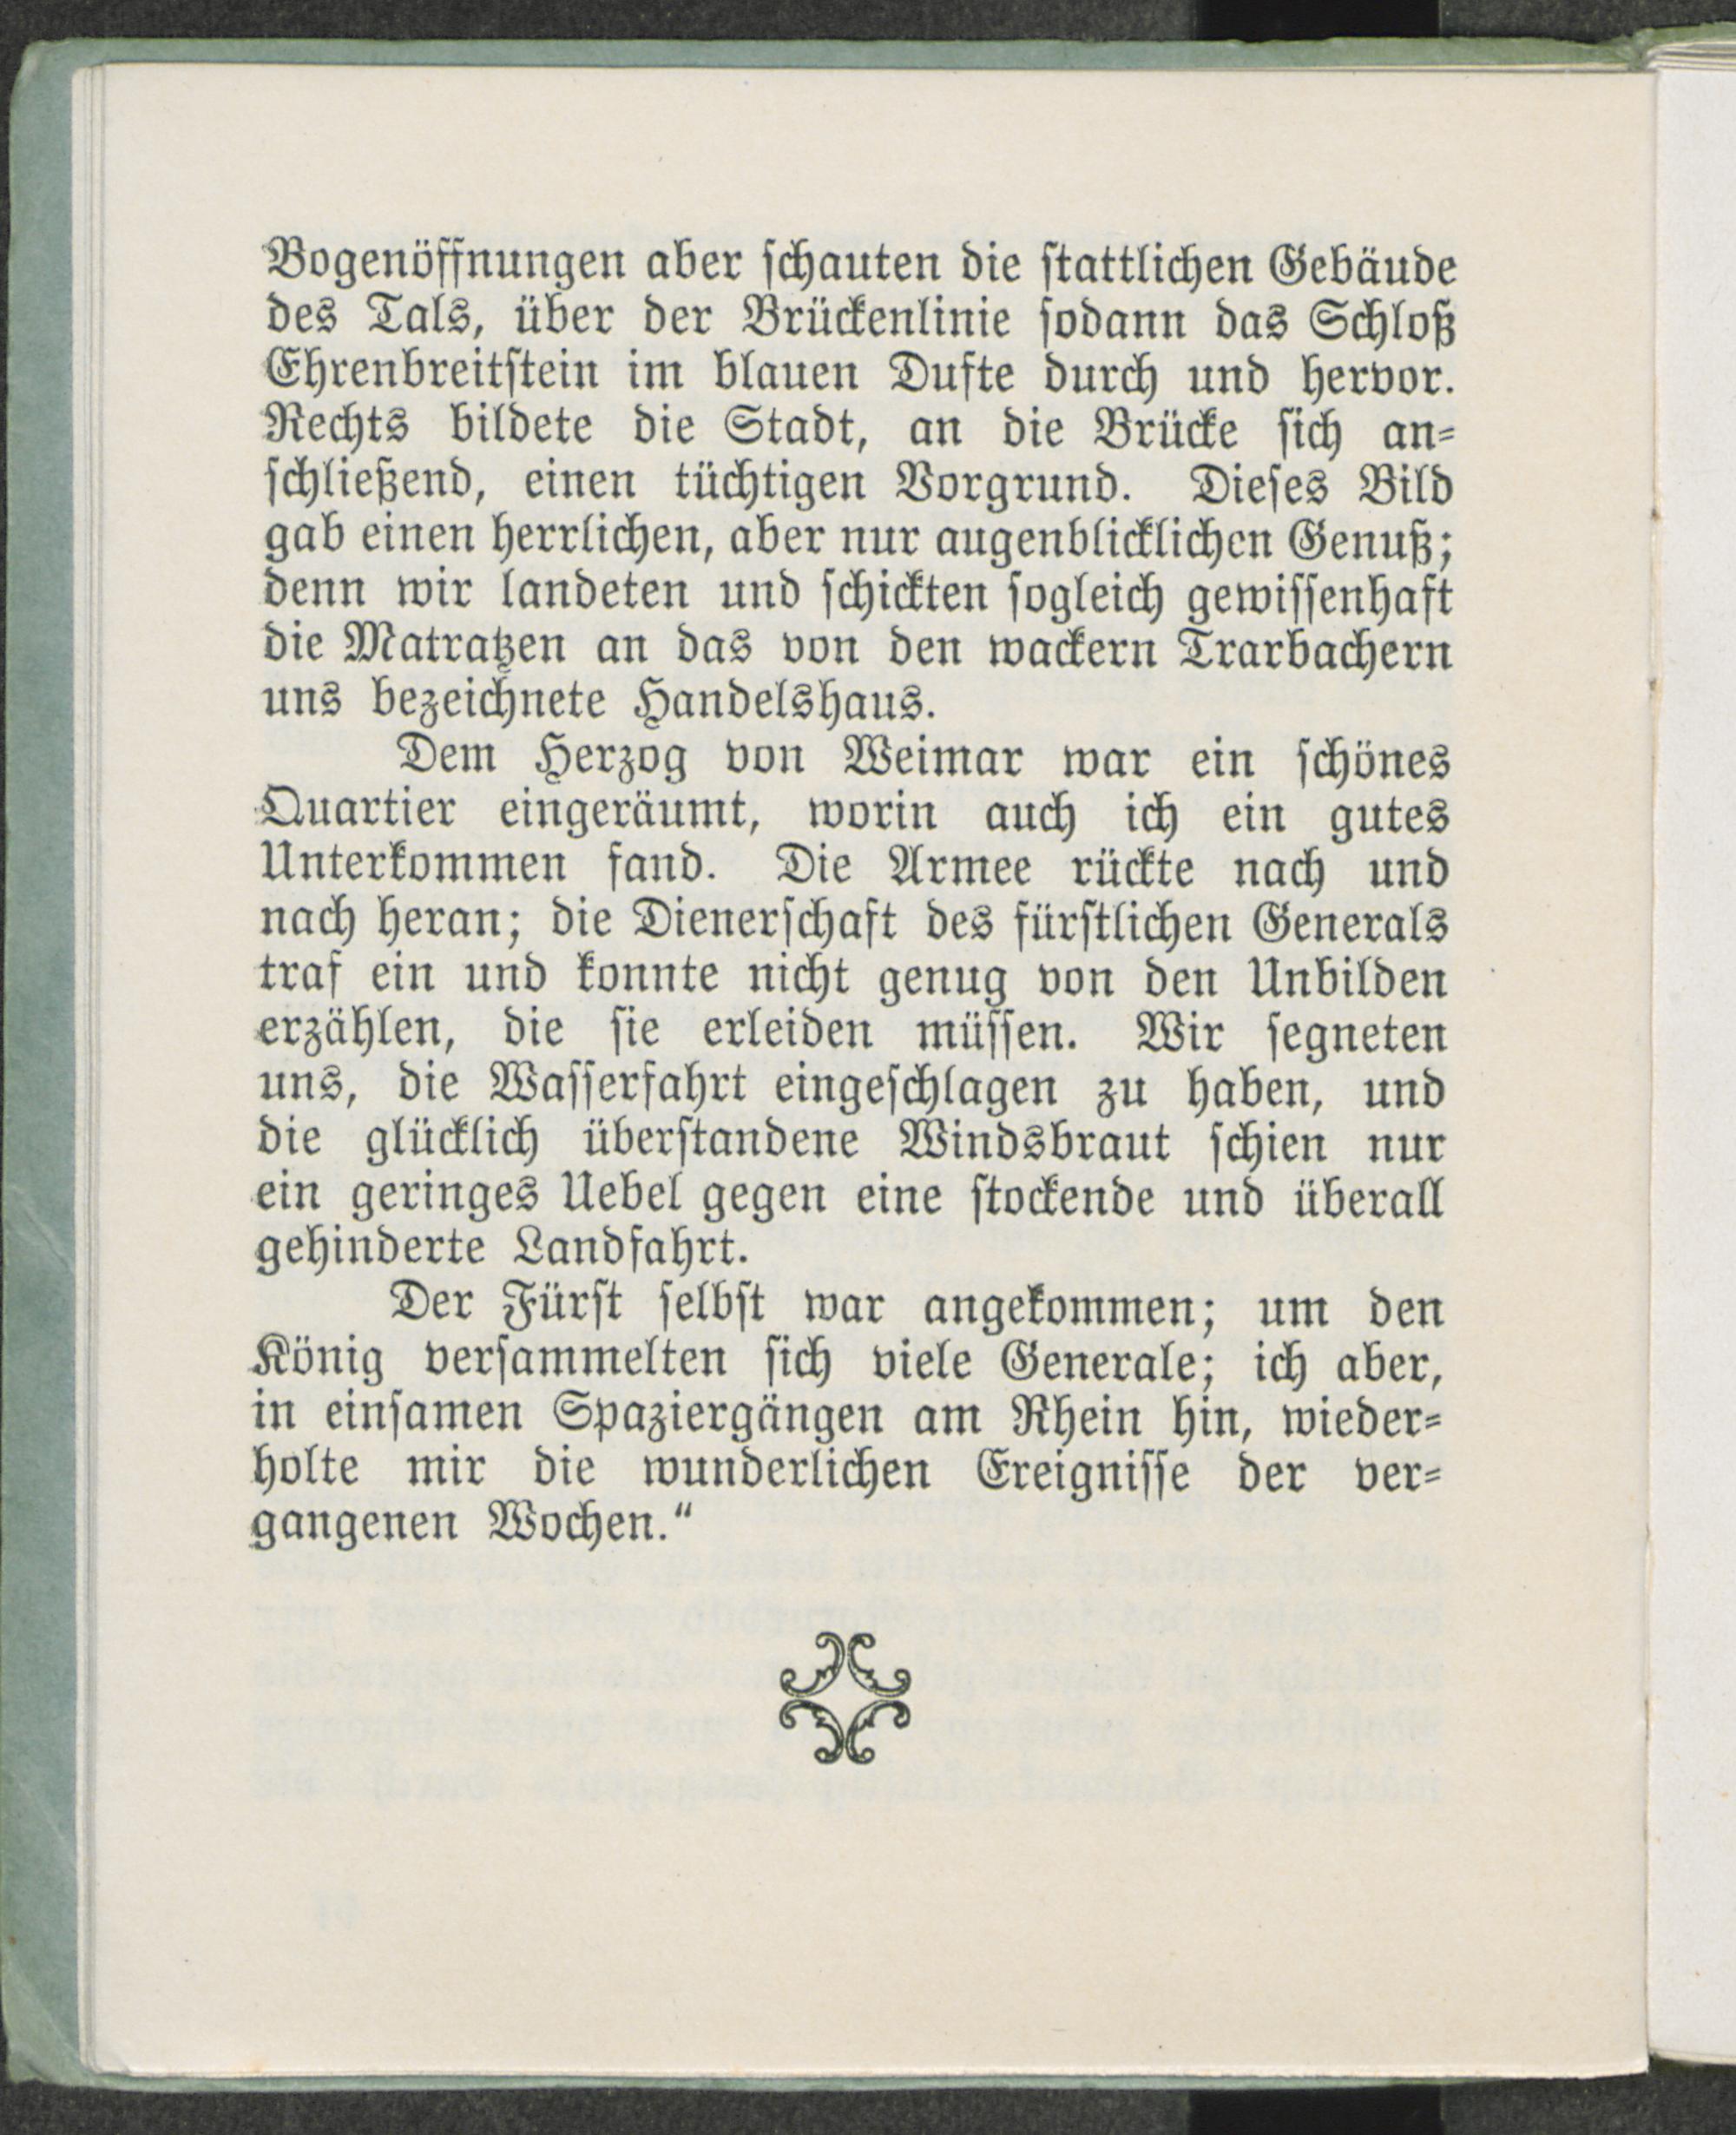 Bogenöffnungen aber schauten die stattlichen Gebäude
des Tals, über der Brückenlinie sodann das Schloß
Ehrenbreitstein im blauen Dufte durch und hervor.
Rechts bildete die Stadt, an die Brücke sich an-
schließend, einen tüchtigen Vorgrund. Dieses Bild
gab einen herrlichen, aber nur augenblicklichen Genuß;
denn wir landeten und schickten sogleich gewissenhaft
die Matratzen an das von den wackern Trarbachern
uns bezeichnete Handelshaus.
Dem Herzog von Weimar war ein schönes
Quartier eingeräumt, worin auch ich ein gutes
Unterkommen fand. Die Armee rückte nach und
nach heran; die Dienerschaft des fürstlichen Generals
traf ein und konnte nicht genug von den Unbilden
erzählen, die sie erleiden müssen. Wir segneten
uns, die Wasserfahrt eingeschlagen zu haben, und
die glücklich überstandene Windsbraut schien nur
ein geringes Uebel gegen eine stockende und überall
gehinderte Landfahrt.
Der Fürst selbst war angekommen; um den
König versammelten sich viele Generale; ich aber,
in einsamen Spaziergängen am Rhein hin, wieder-
holte mir die wunderlichen Ereignisse der ver-
gangenen Wochen.“